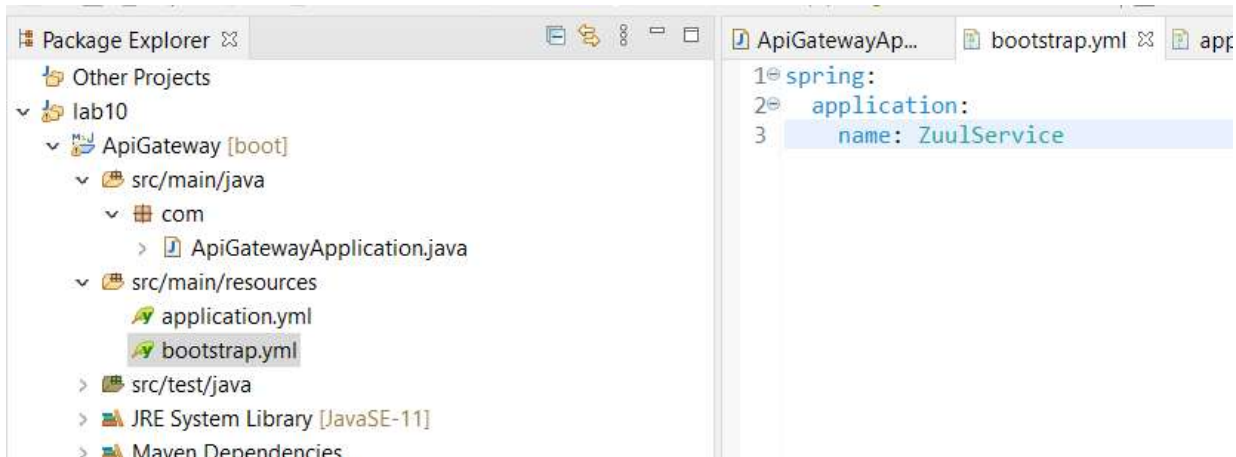 Package Explorer
Other Projects
lab10
ApiGateway [boot]
src/main/java
com
ApiGatewayApplication.java
src/main/resources
application.yml
bootstrap.yml
src/test/java
JRE System Library [JavaSE-11]
Maven Dependencies
ApiGatewayAp... bootstrap.yml app
1 spring:
2 application:
3 name: ZuulService